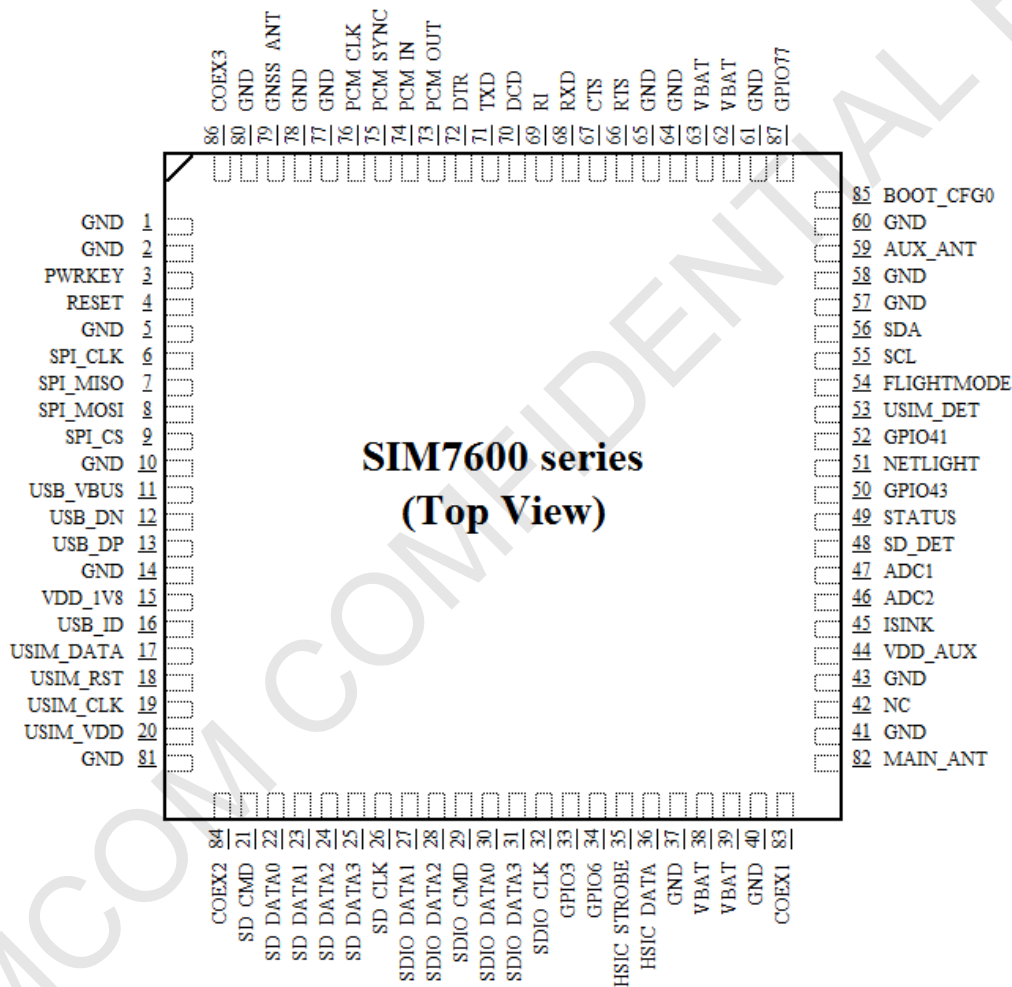 COEX3
GND
GNSS ANT
GND
GND
PCM CLK
PCM SYNC
PCM IN
PCM OUT
DTR
TXD
DCD
RI
RXD
CTS
RTS
GND
GND
VBAT
VBAT
GND
GPIO77
86 80 79 78 77 76 75 74 73 72 71 70 69 68 67 66 65 64 63 62 61 87
GND 1
GND 2
PWRKEY 3
RESET 4
GND 5
SPI_CLK 6
SPI_MISO 7
SPI_MOSI 8
SPI_CS 9
GND 10
USB_VBUS 11
USB_DN 12
USB_DP 13
GND 14
VDD_1V8 15
USB_ID 16
USIM_DATA 17
USIM_RST 18
USIM_CLK 19
USIM_VDD 20
GND 81
SIM7600 series
(Top View)
85 BOOT_CFG0
60 GND
59 AUX_ANT
58 GND
57 GND
56 SDA
55 SCL
54 FLIGHTMODE
53 USIM_DET
52 GPIO41
51 NETLIGHT
50 GPIO43
49 STATUS
48 SD_DET
47 ADC1
46 ADC2
45 ISINK
44 VDD_AUX
43 GND
42 NC
41 GND
82 MAIN_ANT
84 21 22 23 24 25 26 27 28 29 30 31 32 33 34 35 36 37 38 39 40 83
COEX2
SD CMD
SD DATA0
SD DATA1
SD DATA2
SD DATA3
SD CLK
SDIO DATA1
SDIO DATA2
SDIO CMD
SDIO DATA0
SDIO DATA3
SDIO CLK
GPIO3
GPIO6
HSIC STROBE
HSIC DATA
GND
VBAT
VBAT
GND
COEX1
COM COMFIDENTIAL